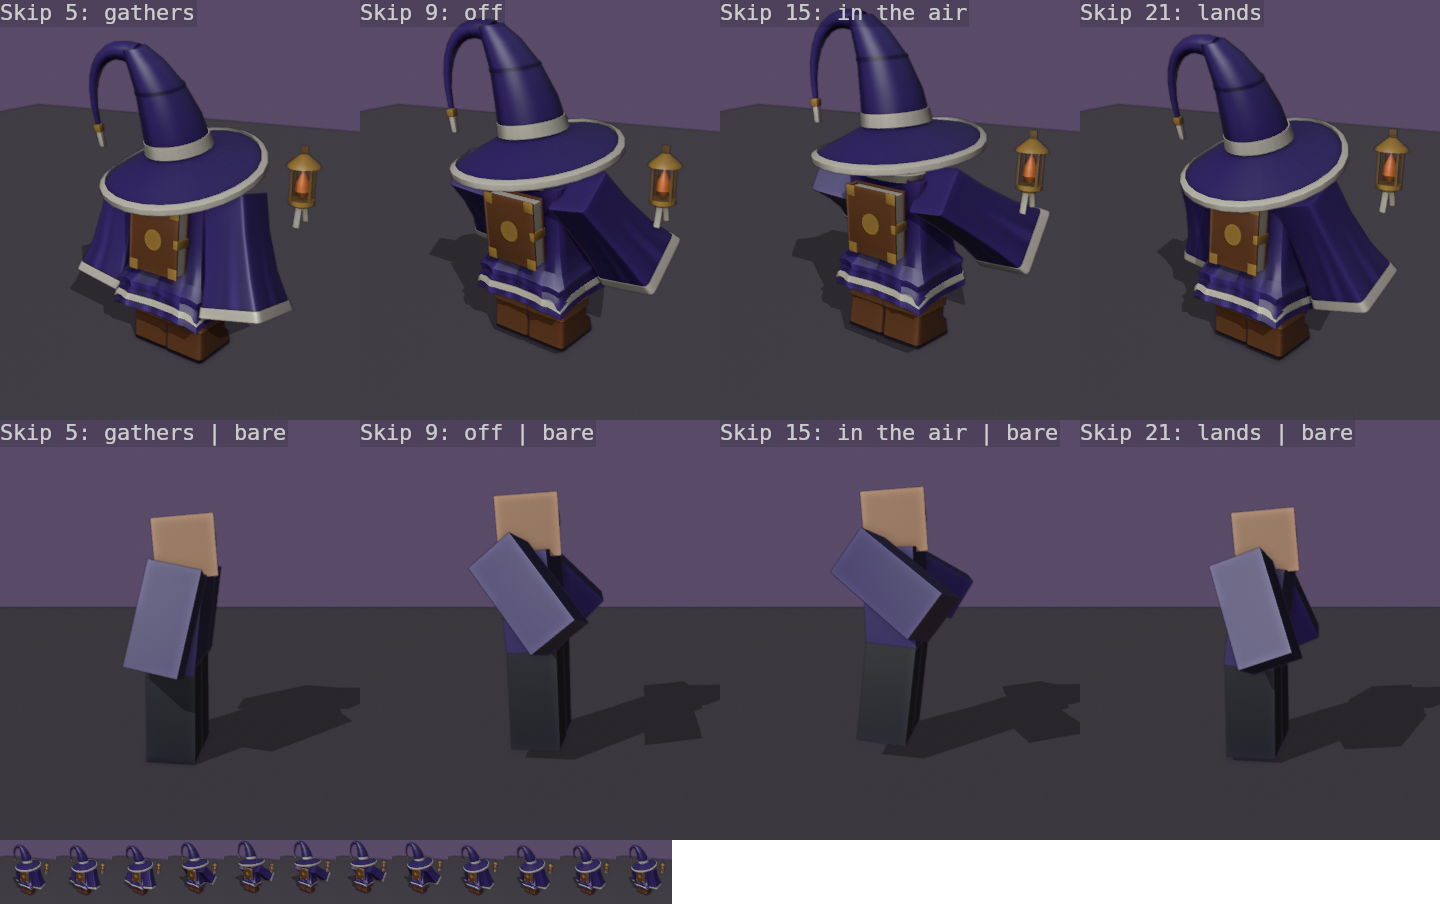 Skip 5: gathers
Skip 9: off
Skip 15: in the air
Skip 21: lands
Skip 5: gathers | bare
Skip 9: off | bare
Skip 15: in the air | bare
Skip 21: lands | bare